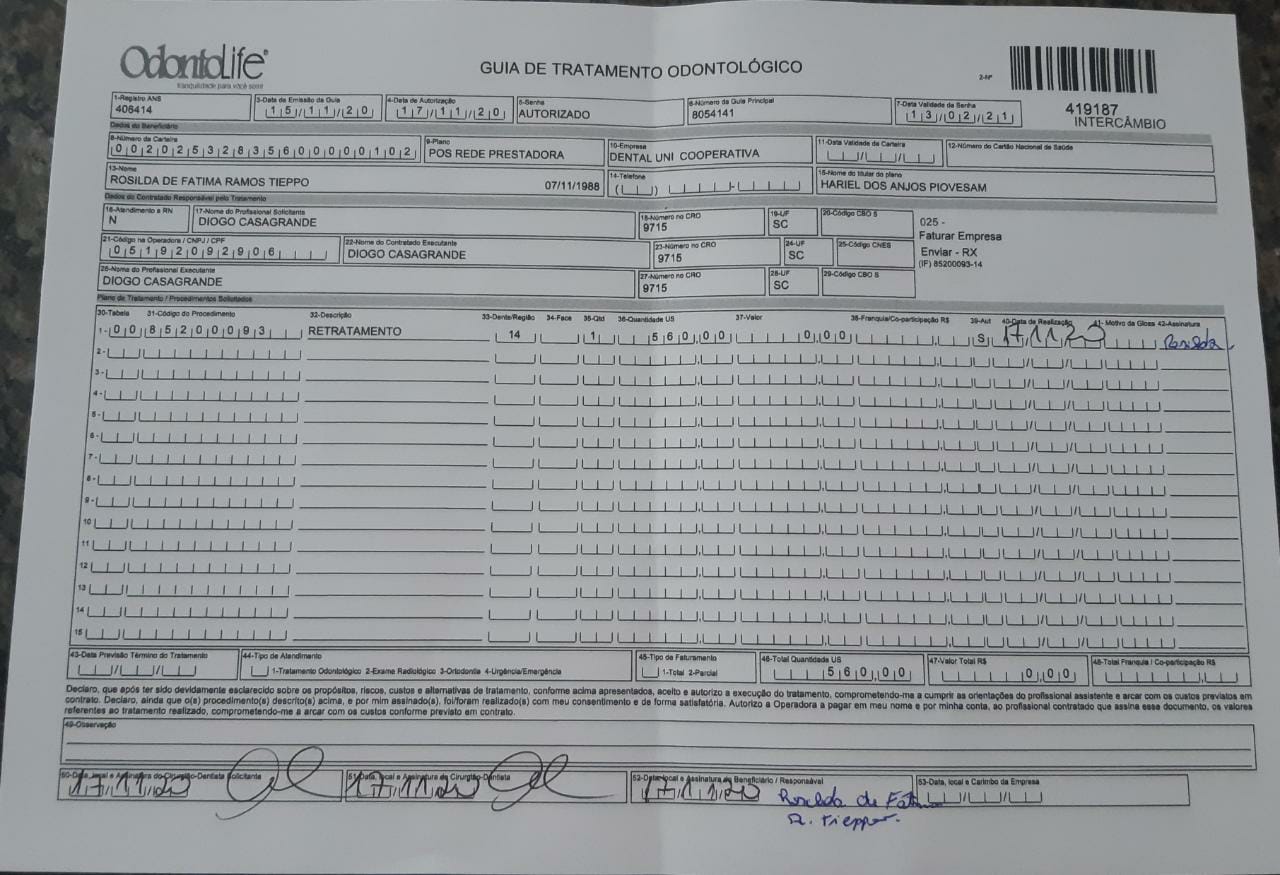 OdontoLife
tranquilidade para você sorrir
GUIA DE TRATAMENTO ODONTOLÓGICO
2-Nº
419187
INTERCÂMBIO
1-Registro ANS
406414
3-Data de Emissão da Guia
15/11/20
4-Data de Autorização
17/11/20
5-Senha
AUTORIZADO
6-Número da Guia Principal
8054141
7-Data Validade da Senha
13/02/21
Dados do Beneficiário
8-Número da Carteira
00202532835600000102
9-Plano
POS REDE PRESTADORA
10-Empresa
DENTAL UNI COOPERATIVA
11-Data Validade da Carteira
12-Número do Cartão Nacional de Saúde
13-Nome
ROSILDA DE FATIMA RAMOS TIEPPO 07/11/1988
14-Telefone
15-Nome do titular do plano
HARIEL DOS ANJOS PIOVESAM
Dados do Contratado Responsável pelo Tratamento
16-Atendimento a RN
N
17-Nome do Profissional Solicitante
DIOGO CASAGRANDE
18-Número no CRO
9715
19-UF
SC
20-Código CBO S
025 -
Faturar Empresa
Enviar - RX
(IF) 85200093-14
21-Código na Operadora / CNPJ / CPF
05192092906
22-Nome do Contratado Executante
DIOGO CASAGRANDE
23-Número no CRO
9715
24-UF
SC
25-Código CNES
26-Nome do Profissional Executante
DIOGO CASAGRANDE
27-Número no CRO
9715
28-UF
SC
29-Código CBO S
Plano de Tratamento / Procedimentos Solicitados
30-Tabela 31-Código do Procedimento 32-Descrição 33-Dente/Região 34-Face 35-Qtd 36-Quantidade US 37-Valor 38-Franquia/Co-participação R$ 39-Aut 40-Data de Realização 41- Motivo da Glosa 42-Assinatura
1- 00 85200093 RETRATAMENTO 14 1 560,00 0,00 S 17/11/20 Rosilda
2-
3-
4-
5-
6-
7-
8-
9-
10
11
12
13
14
15
43-Data Previsão Término do Tratamento
44-Tipo de Atendimento
1-Tratamento Odontológico 2-Exame Radiológico 3-Ortodontia 4-Urgência/Emergência
45-Tipo de Faturamento
1-Total 2-Parcial
46-Total Quantidade US
560,00
47-Valor Total R$
0,00
48-Total Franquia / Co-participação R$
Declaro, que após ter sido devidamente esclarecido sobre os propósitos, riscos, custos e alternativas de tratamento, conforme acima apresentados, aceito e autorizo a execução do tratamento, comprometendo-me a cumprir as orientações do profissional assistente e arcar com os custos previstos em
contrato. Declaro, ainda que o(s) procedimento(s) descrito(s) acima, e por mim assinado(s), foi/foram realizado(s) com meu consentimento e de forma satisfatória. Autorizo a Operadora a pagar em meu nome e por minha conta, ao profissional contratado que assina esse documento, os valores
referentes ao tratamento realizado, comprometendo-me a arcar com os custos conforme previsto em contrato.
49-Observação
50-Data, local e Assinatura do Cirurgião-Dentista Solicitante
17/11/20
51-Data, local e Assinatura do Cirurgião-Dentista
17/11/20
52-Data, local e Assinatura do Beneficiário / Responsável
17/11/20 Rosilda de Fatima
R. Tieppo.
53-Data, local e Carimbo da Empresa